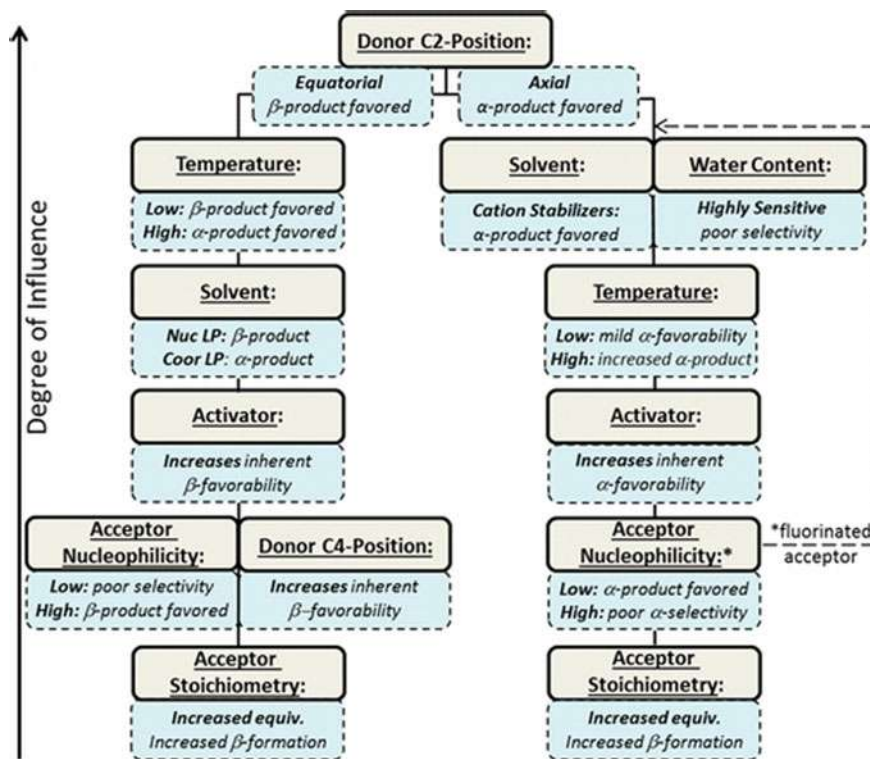 Degree of Influence
Donor C2-Position:
Equatorial
β-product favored
Axial
α-product favored
Temperature:
Low: β-product favored
High: α-product favored
Solvent:
Nuc LP: β-product
Coor LP: α-product
Activator:
Increases inherent
β-favorability
Acceptor
Nucleophilicity:
Low: poor selectivity
High: β-product favored
Donor C4-Position:
Increases inherent
β–favorability
Acceptor
Stoichiometry:
Increased equiv.
Increased β-formation
Solvent:
Cation Stabilizers:
α-product favored
Water Content:
Highly Sensitive
poor selectivity
Temperature:
Low: mild α-favorability
High: increased α-product
Activator:
Increases inherent
α-favorability
Acceptor
Nucleophilicity:*
Low: α-product favored
High: poor α-selectivity
*fluorinated
acceptor
Acceptor
Stoichiometry:
Increased equiv.
Increased β-formation